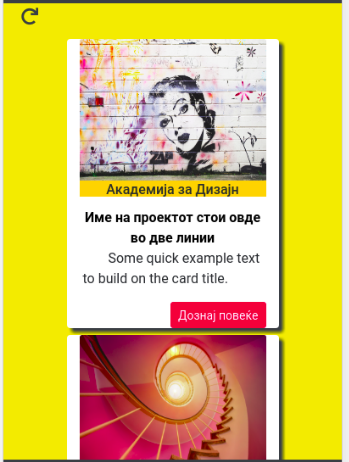 Академија за Дизајн
Име на проектот стои овде
во две линии
Some quick example text
to build on the card title.
Дознај повеќе